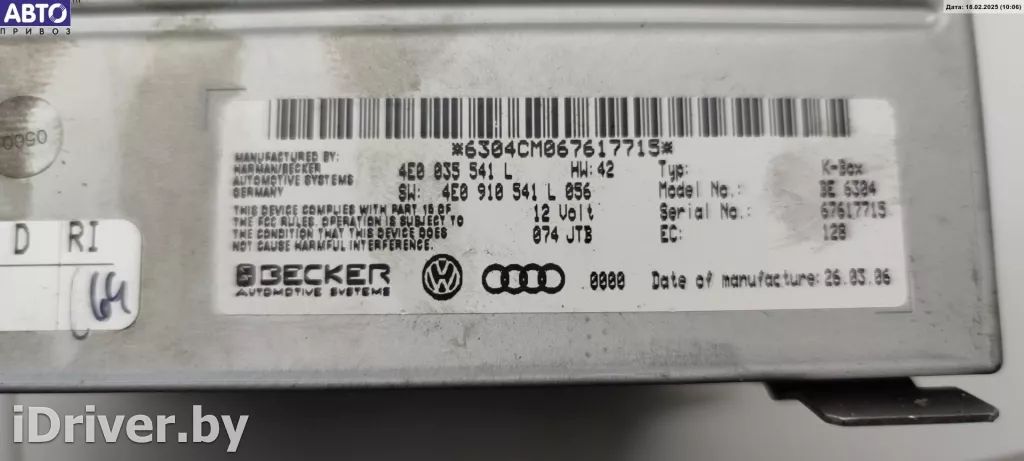 АВТО
ПРИВОЗ
Дата: 18.02.2025 (10:06)
0500
*6304CM067617715*
MANUFACTURED BY:
HARMAN/BECKER
AUTOMOTIVE SYSTEMS
GERMANY
4E0 035 541 L HW:42
SW: 4E0 910 541 L 056
THIS DEVICE COMPLIES WITH PART 15 OF
THE FCC RULES. OPERATION IS SUBJECT TO
THE CONDITION THAT THIS DEVICE DOES
NOT CAUSE HARMFUL INTERFERENCE.
12 Volt
074 JTB
Typ: K-Box
Model No.: BE 6304
Serial No.: 67617715
EC: 128
BECKER
AUTOMOTIVE SYSTEMS
0000 Date of manufacture: 26.03.06
D RI
64
iDriver.by